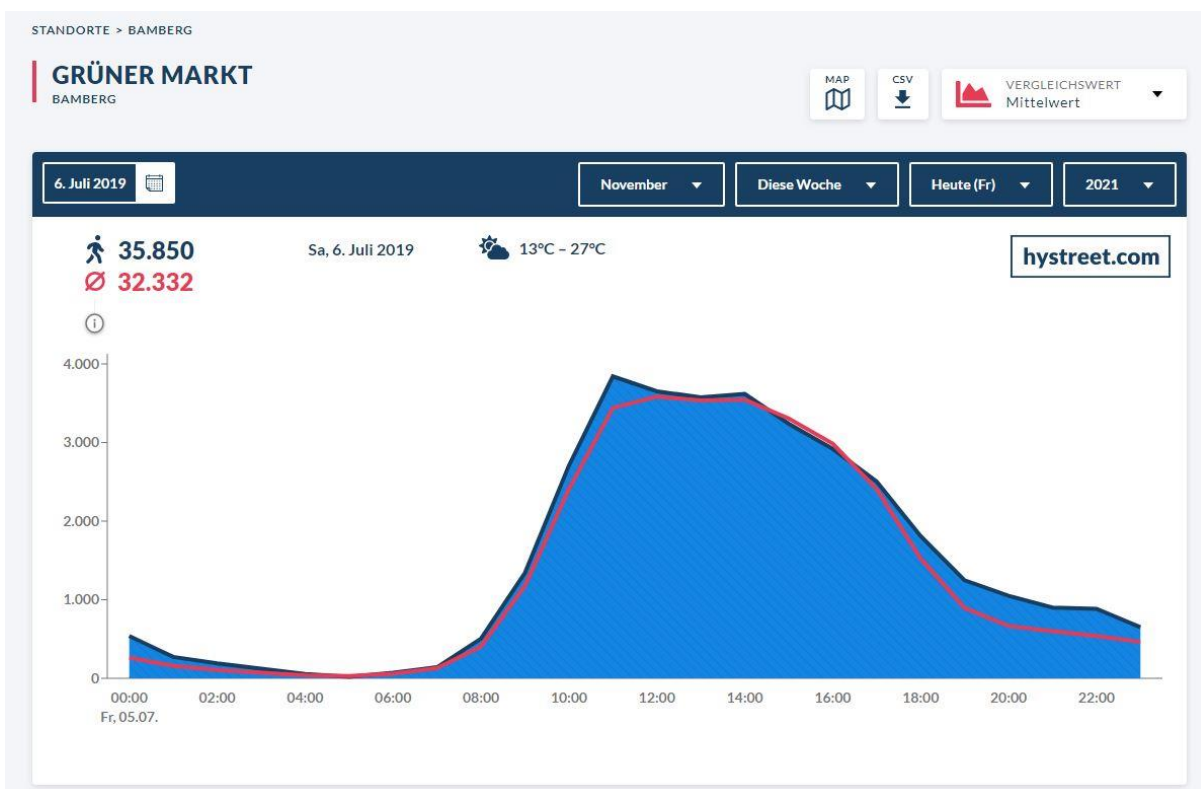 STANDORTE > BAMBERG
GRÜNER MARKT
BAMBERG
MAP
CSV
VERGLEICHSWERT
Mittelwert
6. Juli 2019
November
Diese Woche
Heute (Fr)
2021
35.850
Ø 32.332
Sa, 6. Juli 2019
13°C – 27°C
hystreet.com
i
4.000
3.000
2.000
1.000
0
00:00 02:00 04:00 06:00 08:00 10:00 12:00 14:00 16:00 18:00 20:00 22:00
Fr, 05.07.